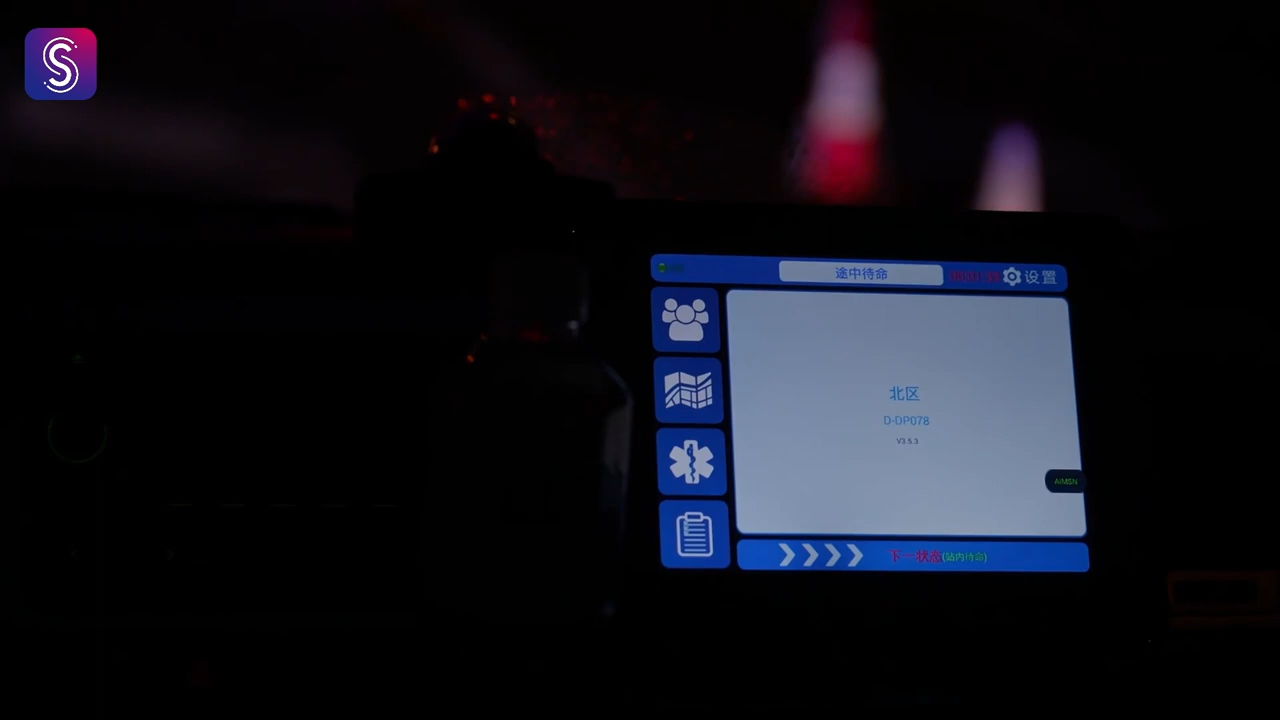 S
途中待命
设置
北区
D-DP078
V3.5.3
AIMSN
下一状态(站内待命)